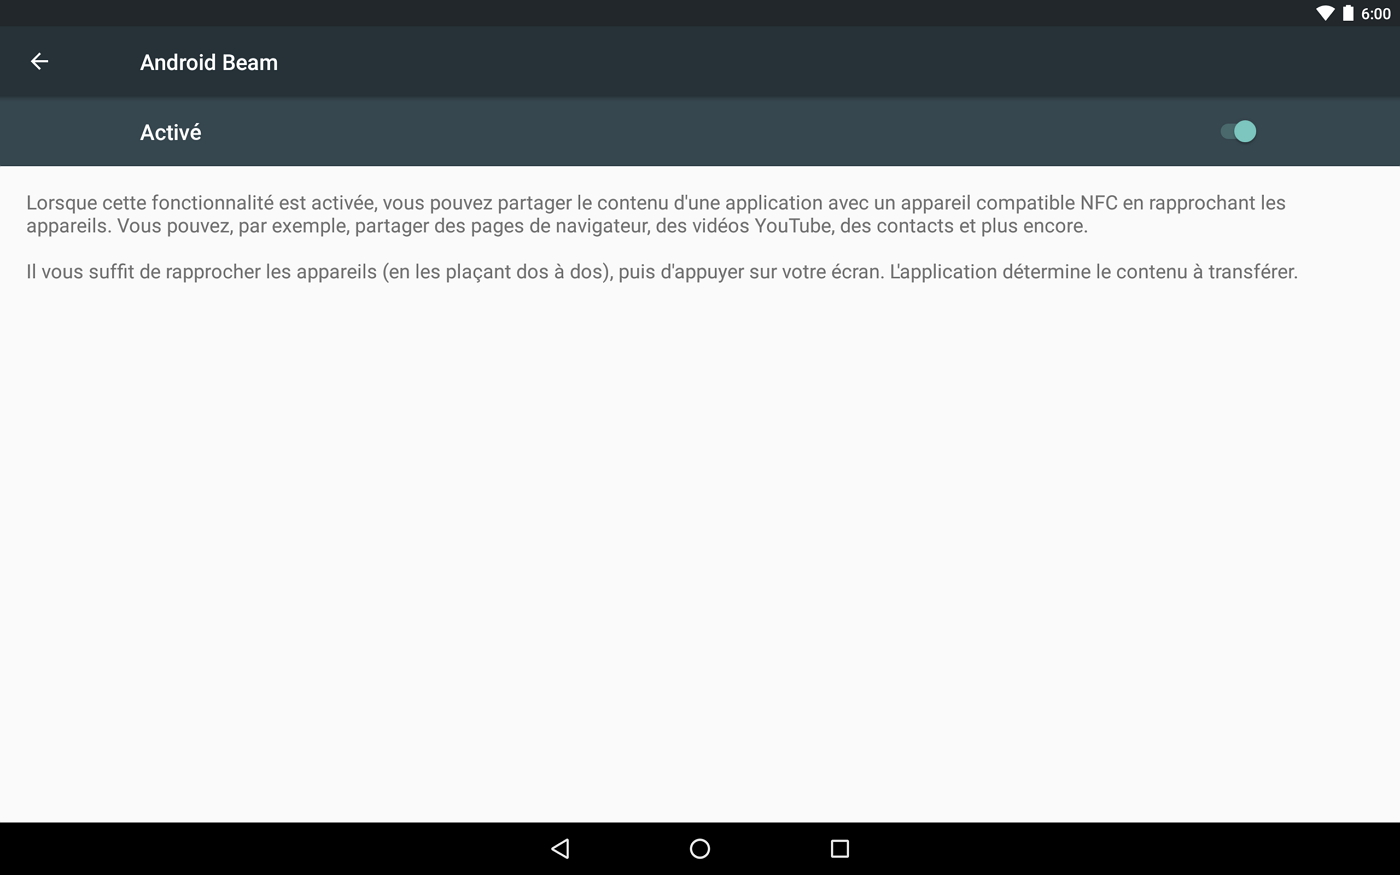 6:00
Android Beam
Activé
Lorsque cette fonctionnalité est activée, vous pouvez partager le contenu d'une application avec un appareil compatible NFC en rapprochant les
appareils. Vous pouvez, par exemple, partager des pages de navigateur, des vidéos YouTube, des contacts et plus encore.
Il vous suffit de rapprocher les appareils (en les plaçant dos à dos), puis d'appuyer sur votre écran. L'application détermine le contenu à transférer.